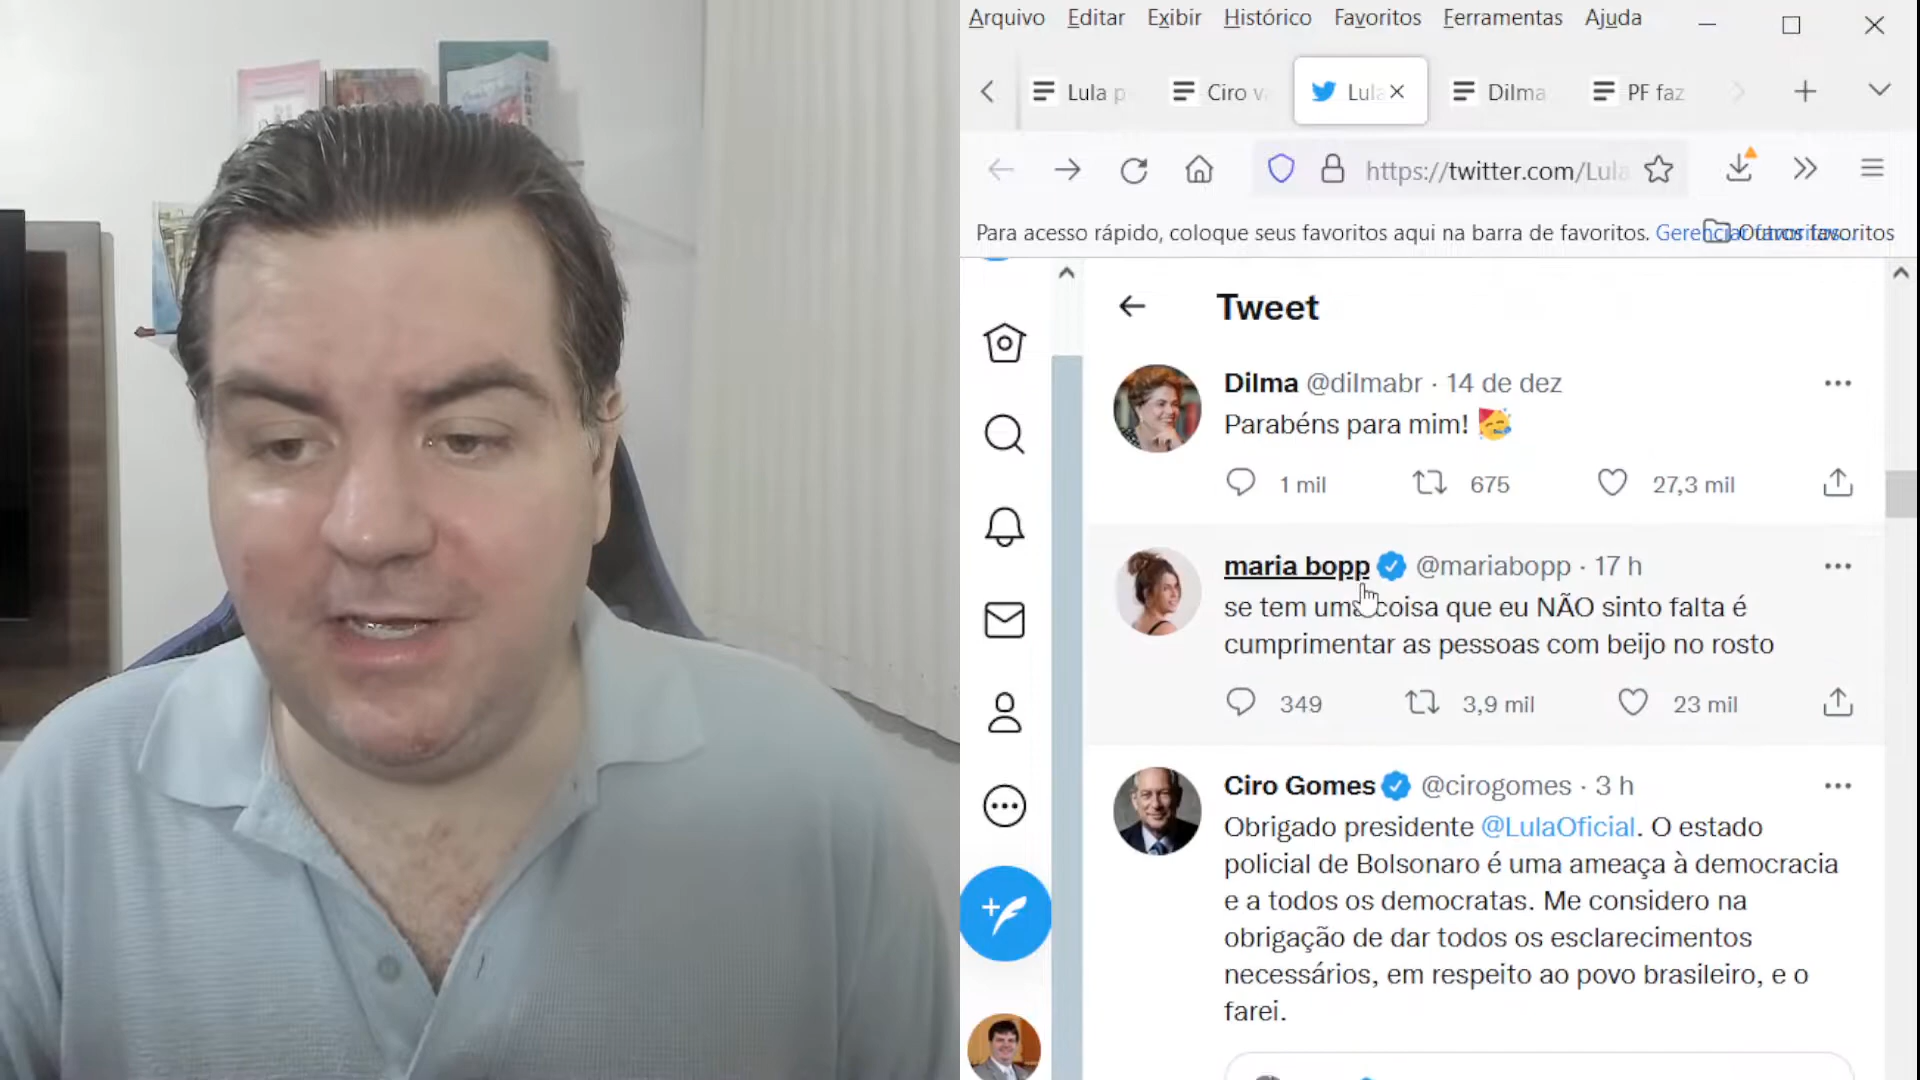 Arquivo Editar Exibir Histórico Favoritos Ferramentas Ajuda
Lula p Ciro v Lula Dilma PF faz
https://twitter.com/Lula
Para acesso rápido, coloque seus favoritos aqui na barra de favoritos. Gerenciar favoritos... Outros favoritos
Tweet
Dilma @dilmabr · 14 de dez
Parabéns para mim! 🥳
1 mil 675 27,3 mil
maria bopp @mariabopp · 17 h
se tem uma coisa que eu NÃO sinto falta é
cumprimentar as pessoas com beijo no rosto
349 3,9 mil 23 mil
Ciro Gomes @cirogomes · 3 h
Obrigado presidente @LulaOficial. O estado
policial de Bolsonaro é uma ameaça à democracia
e a todos os democratas. Me considero na
obrigação de dar todos os esclarecimentos
necessários, em respeito ao povo brasileiro, e o
farei.